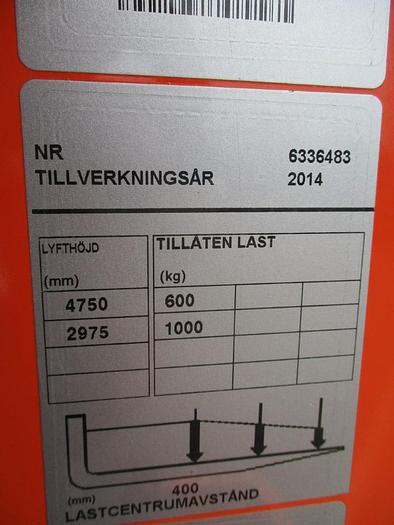 NR 6336483
TILLVERKNINGSÅR 2014
LYFTHÖJD TILLÅTEN LAST
(mm) (kg)
4750 600
2975 1000
400
(mm)
LASTCENTRUMAVSTÅND